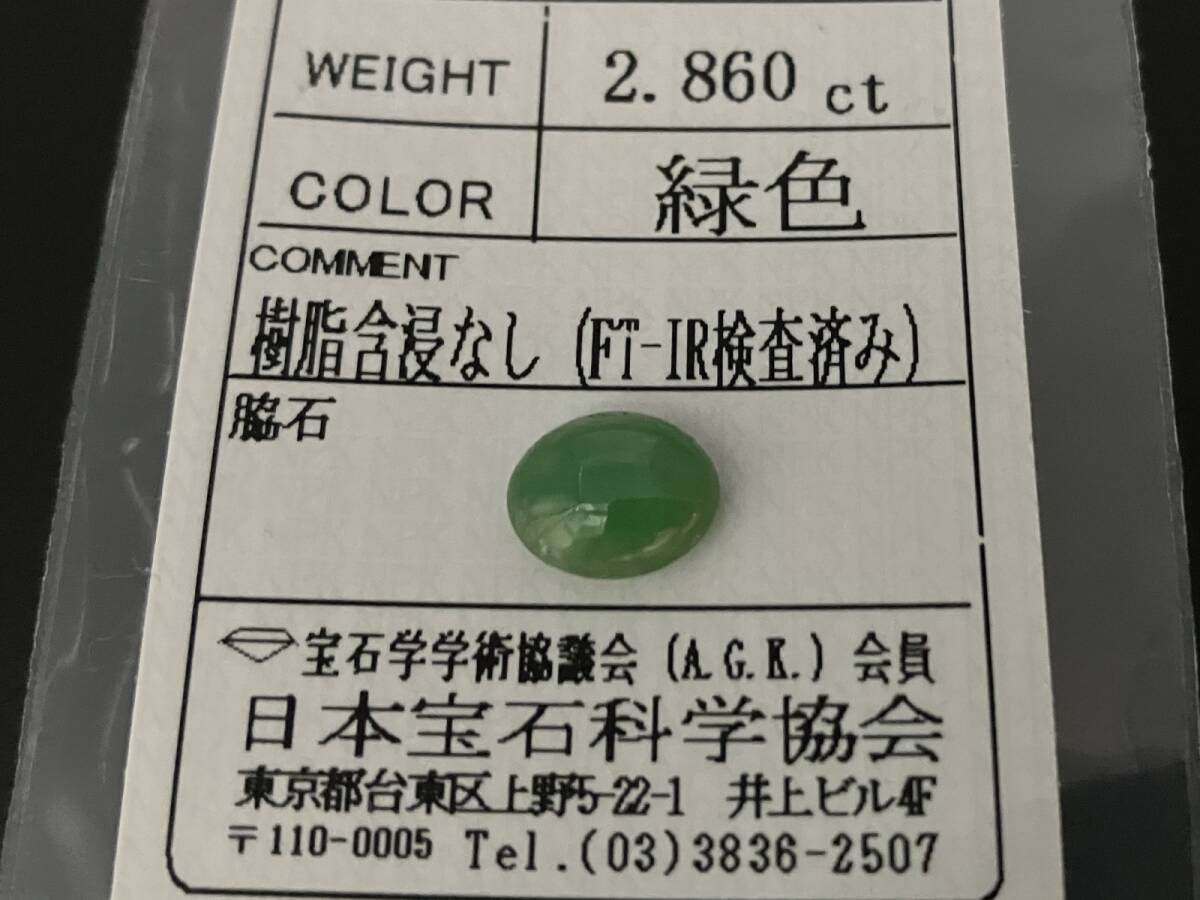 WEIGHT 2.860 ct
COLOR 緑色
COMMENT
樹脂含浸なし (FT-IR検査済み)
脇石
宝石学学術協議会 (A.G.K.) 会員
日本宝石科学協会
東京都台東区上野5-22-1 井上ビル4F
〒110-0005 Tel.(03)3836-2507